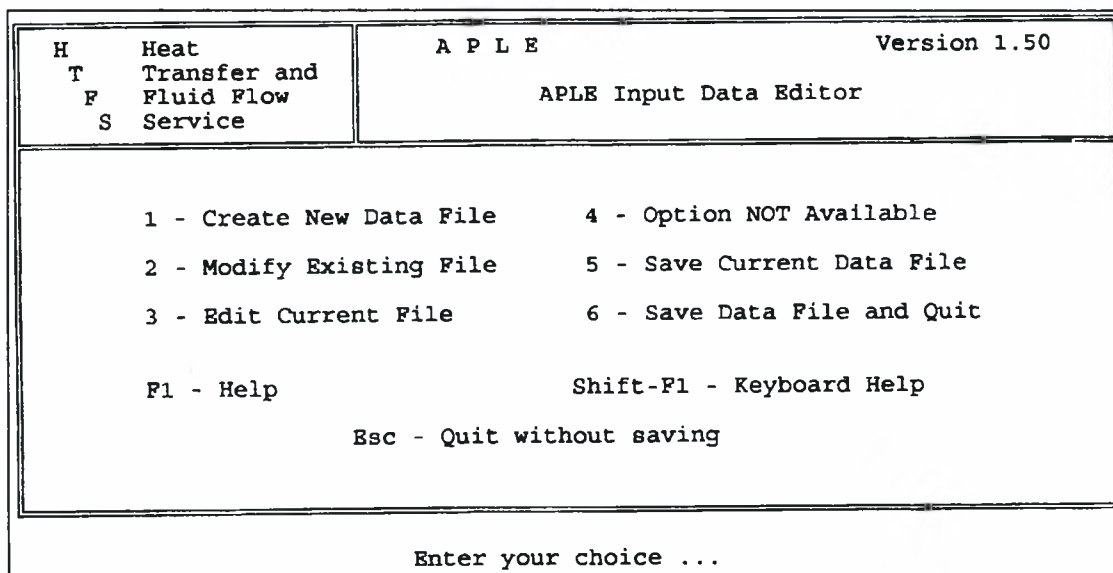 H Heat
T Transfer and
F Fluid Flow
S Service
A P L E Version 1.50
APLE Input Data Editor
1 - Create New Data File 4 - Option NOT Available
2 - Modify Existing File 5 - Save Current Data File
3 - Edit Current File 6 - Save Data File and Quit
F1 - Help Shift-F1 - Keyboard Help
Esc - Quit without saving
Enter your choice ...